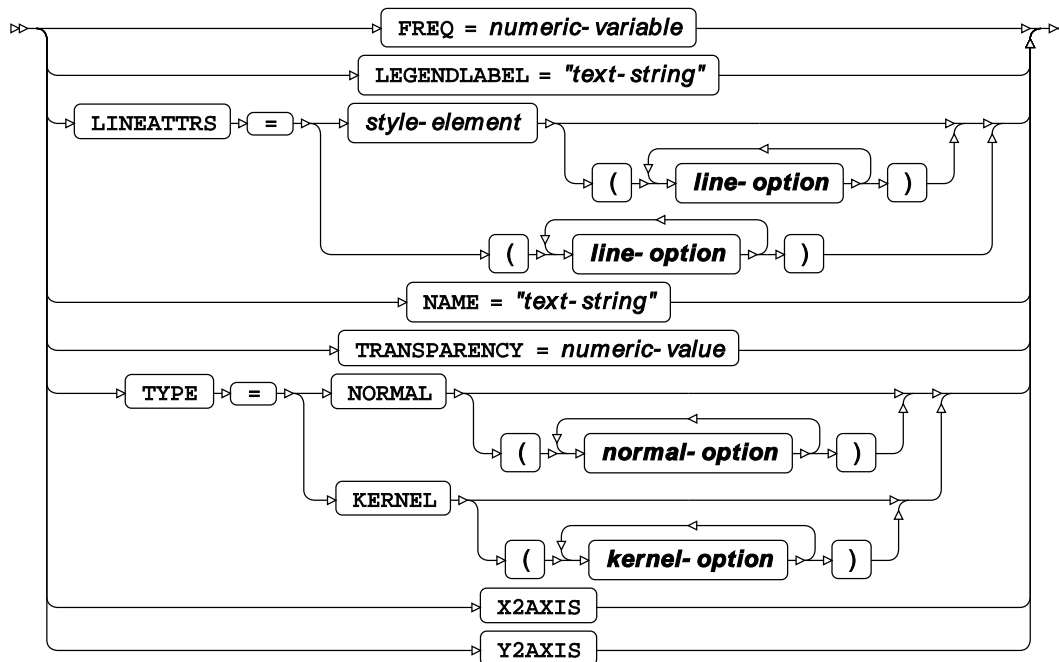 FREQ = numeric-variable
LEGENDLABEL = "text-string"
LINEATTRS = style-element
( line-option )
( line-option )
NAME = "text-string"
TRANSPARENCY = numeric-value
TYPE = NORMAL
( normal-option )
KERNEL
( kernel-option )
X2AXIS
Y2AXIS